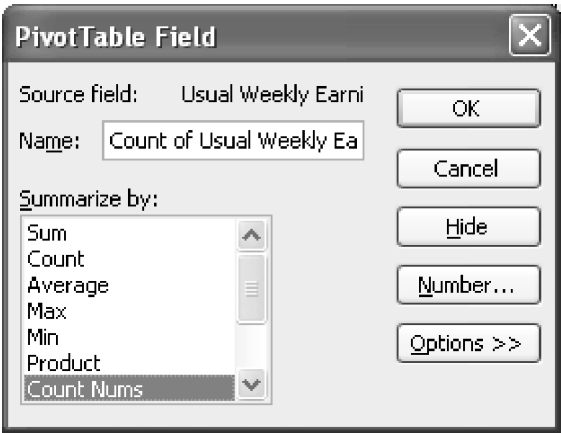 PivotTable Field
Source field: Usual Weekly Earni
Name: Count of Usual Weekly Ea
Summarize by:
Sum
Count
Average
Max
Min
Product
Count Nums
OK
Cancel
Hide
Number...
Options >>